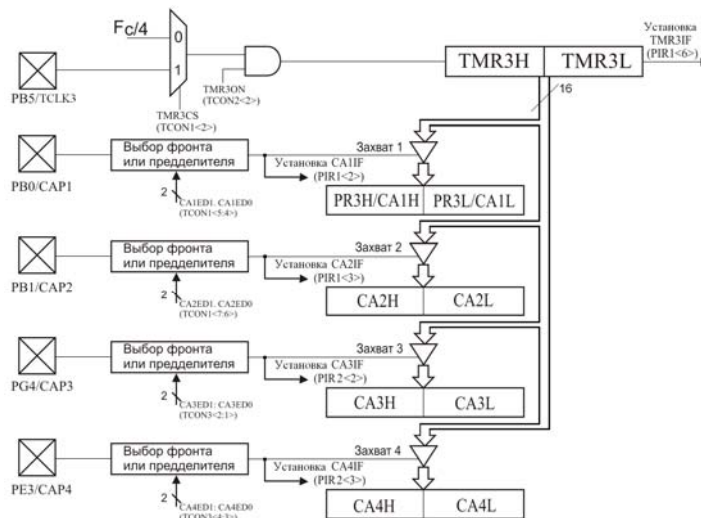 Fc/4
0
1
PB5/TCLK3
TMR3CS
(TCON1<2>)
TMR3ON
(TCON2<2>)
TMR3H TMR3L
Установка
TMR3IF
(PIR1<6>)
16
Выбор фронта
или предделителя
PB0/CAP1
2
CA1ED1. CA1ED0
(TCON1<5:4>)
Установка CA1IF
(PIR1<2>)
Захват 1
PR3H/CA1H PR3L/CA1L
Выбор фронта
или предделителя
PB1/CAP2
2
CA2ED1. CA2ED0
(TCON1<7:6>)
Установка CA2IF
(PIR1<3>)
Захват 2
CA2H CA2L
Выбор фронта
или предделителя
PG4/CAP3
2
CA3ED1: CA3ED0
(TCON3<2:1>)
Установка CA3IF
(PIR2<2>)
Захват 3
CA3H CA3L
Выбор фронта
или предделителя
PE3/CAP4
2
CA4ED1: CA4ED0
(TCON3<4:3>)
Установка CA4IF
(PIR2<3>)
Захват 4
CA4H CA4L